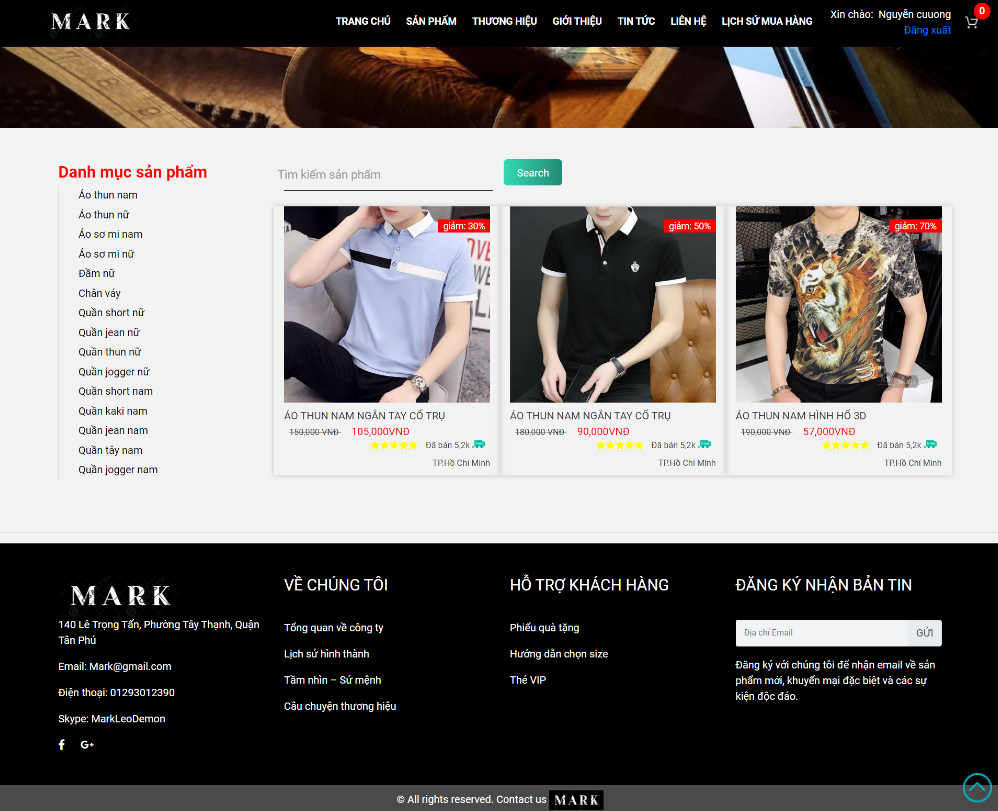 MARK
TRANG CHỦ SẢN PHẨM THƯƠNG HIỆU GIỚI THIỆU TIN TỨC LIÊN HỆ LỊCH SỬ MUA HÀNG
Xin chào: Nguyễn cuuong
Đăng xuất
0
Danh mục sản phẩm
Áo thun nam
Áo thun nữ
Áo sơ mi nam
Áo sơ mi nữ
Đầm nữ
Chân váy
Quần short nữ
Quần jean nữ
Quần thun nữ
Quần jogger nữ
Quần short nam
Quần kaki nam
Quần jean nam
Quần tây nam
Quần jogger nam
Tìm kiếm sản phẩm
Search
giảm: 30%
ÁO THUN NAM NGẮN TAY CỔ TRỤ
150,000 VNĐ 105,000VNĐ
Đã bán 5,2k
TP.Hồ Chí Minh
giảm: 50%
ÁO THUN NAM NGẮN TAY CỔ TRỤ
180,000 VNĐ 90,000VNĐ
Đã bán 5,2k
TP.Hồ Chí Minh
giảm: 70%
ÁO THUN NAM HÌNH HỔ 3D
190,000 VNĐ 57,000VNĐ
Đã bán 5,2k
TP.Hồ Chí Minh
MARK
140 Lê Trọng Tấn, Phường Tây Thạnh, Quận
Tân Phú
Email: Mark@gmail.com
Điện thoại: 01293012390
Skype: MarkLeoDemon
f G+
VỀ CHÚNG TÔI
Tổng quan về công ty
Lịch sử hình thành
Tầm nhìn – Sứ mệnh
Câu chuyện thương hiệu
HỖ TRỢ KHÁCH HÀNG
Phiếu quà tặng
Hướng dẫn chọn size
Thẻ VIP
ĐĂNG KÝ NHẬN BẢN TIN
Địa chỉ Email
GỬI
Đăng ký với chúng tôi để nhận email về sản
phẩm mới, khuyến mại đặc biệt và các sự
kiện độc đáo.
© All rights reserved. Contact us MARK